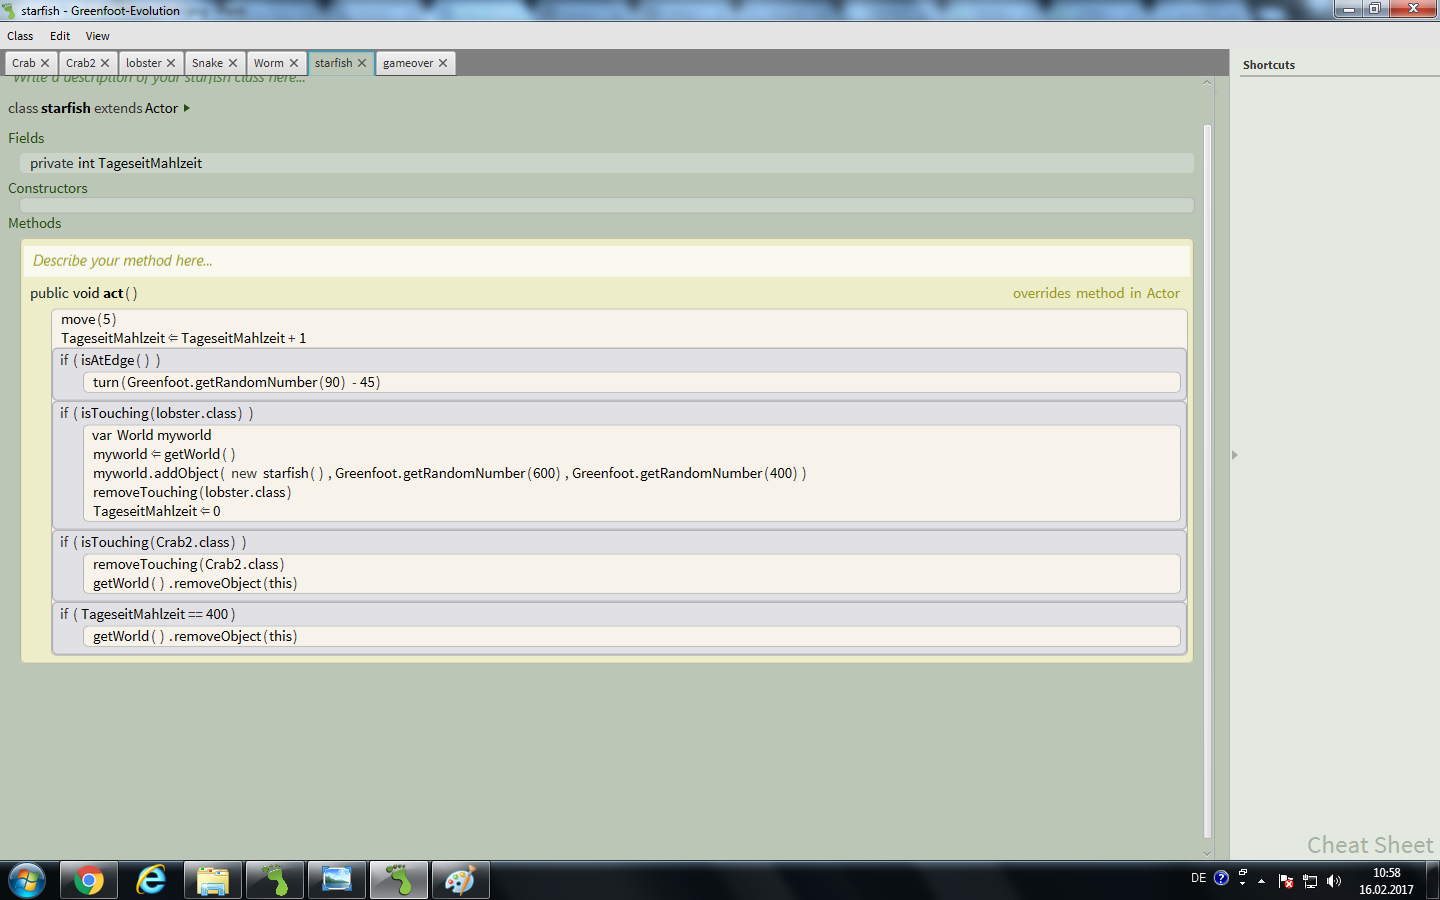 starfish - Greenfoot-Evolution
Class Edit View
Crab Crab2 lobster Snake Worm starfish gameover
Shortcuts
Write a description of your starfish class here...
class starfish extends Actor
Fields
private int TageseitMahlzeit
Constructors
Methods
Describe your method here...
public void act()
overrides method in Actor
move(5)
TageseitMahlzeit ⇐ TageseitMahlzeit + 1
if ( isAtEdge() )
turn(Greenfoot.getRandomNumber(90) - 45)
if ( isTouching(lobster.class) )
var World myworld
myworld ⇐ getWorld()
myworld.addObject( new starfish() , Greenfoot.getRandomNumber(600) , Greenfoot.getRandomNumber(400) )
removeTouching(lobster.class)
TageseitMahlzeit ⇐ 0
if ( isTouching(Crab2.class) )
removeTouching(Crab2.class)
getWorld() .removeObject(this)
if ( TageseitMahlzeit == 400 )
getWorld() .removeObject(this)
Cheat Sheet
DE
10:58
16.02.2017